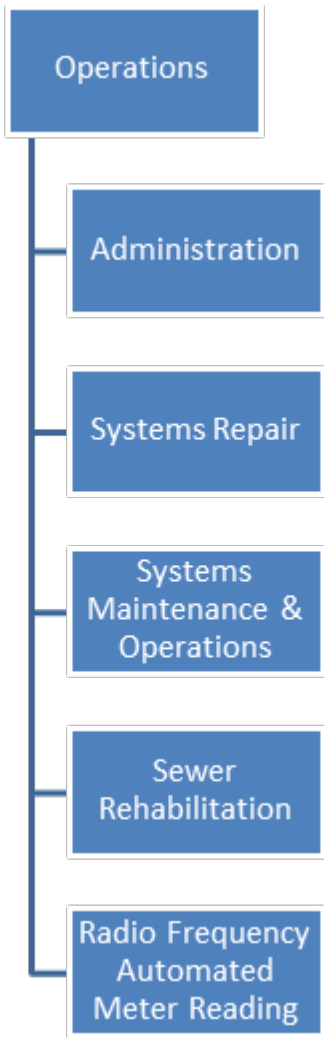 Operations
Administration
Systems Repair
Systems
Maintenance &
Operations
Sewer
Rehabilitation
Radio Frequency
Automated
Meter Reading